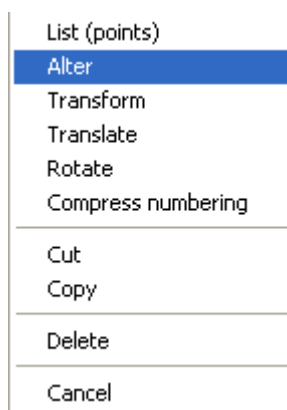 List (points)
Alter
Transform
Translate
Rotate
Compress numbering
Cut
Copy
Delete
Cancel